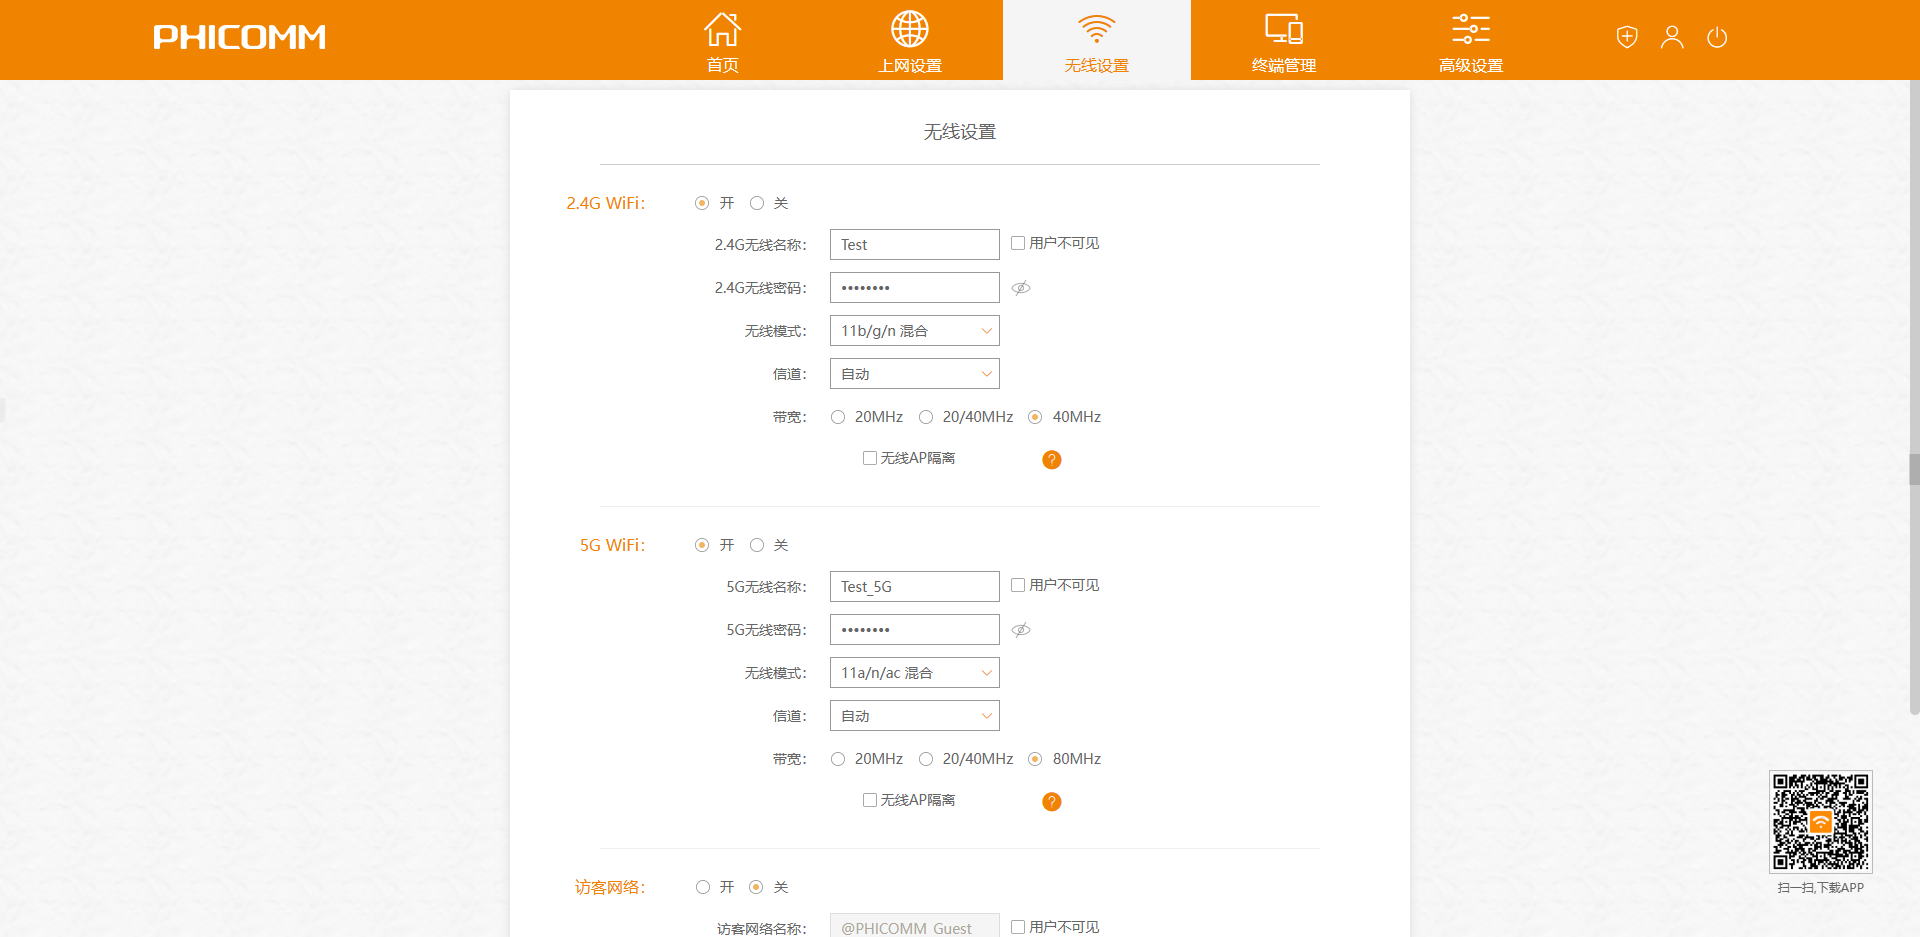 PHICOMM
首页
上网设置
无线设置
终端管理
高级设置
无线设置
2.4G WiFi: 开 关
2.4G无线名称: Test 用户不可见
2.4G无线密码: ••••••••
无线模式: 11b/g/n 混合
信道: 自动
带宽: 20MHz 20/40MHz 40MHz
无线AP隔离 ?
5G WiFi: 开 关
5G无线名称: Test_5G 用户不可见
5G无线密码: ••••••••
无线模式: 11a/n/ac 混合
信道: 自动
带宽: 20MHz 20/40MHz 80MHz
无线AP隔离 ?
扫一扫,下载APP
访客网络: 开 关
访客网络名称: @PHICOMM_Guest 用户不可见